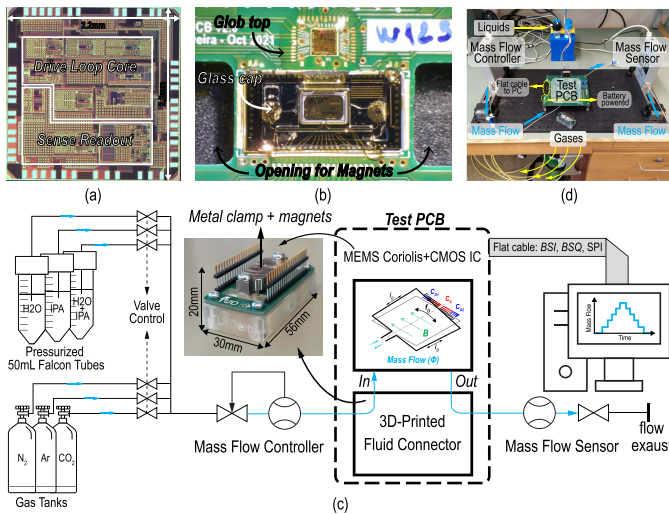 2.2mm
Drive Loop Core
Sense Readout
(a)
Glob top
- Oct 2021
W123
Glass cap
Opening for Magnets
(b)
Liquids
Mass Flow
Controller
Mass Flow
Sensor
Flat cable
to PC
Test
PCB
Battery
powered
Mass Flow
Mass Flow
Gases
(d)
Metal clamp + magnets
Test PCB
MEMS Coriolis+CMOS IC
Flat cable: BSI, BSQ, SPI
20mm
30mm
56mm
H2O
IPA
H2O
+
IPA
Valve
Control
Pressurized
50mL Falcon Tubes
B
Mass Flow (Φ)
Mass Flow
Time
In
Out
N2
Ar
CO2
Gas Tanks
Mass Flow Controller
3D-Printed
Fluid Connector
Mass Flow Sensor
flow
exaust
(c)